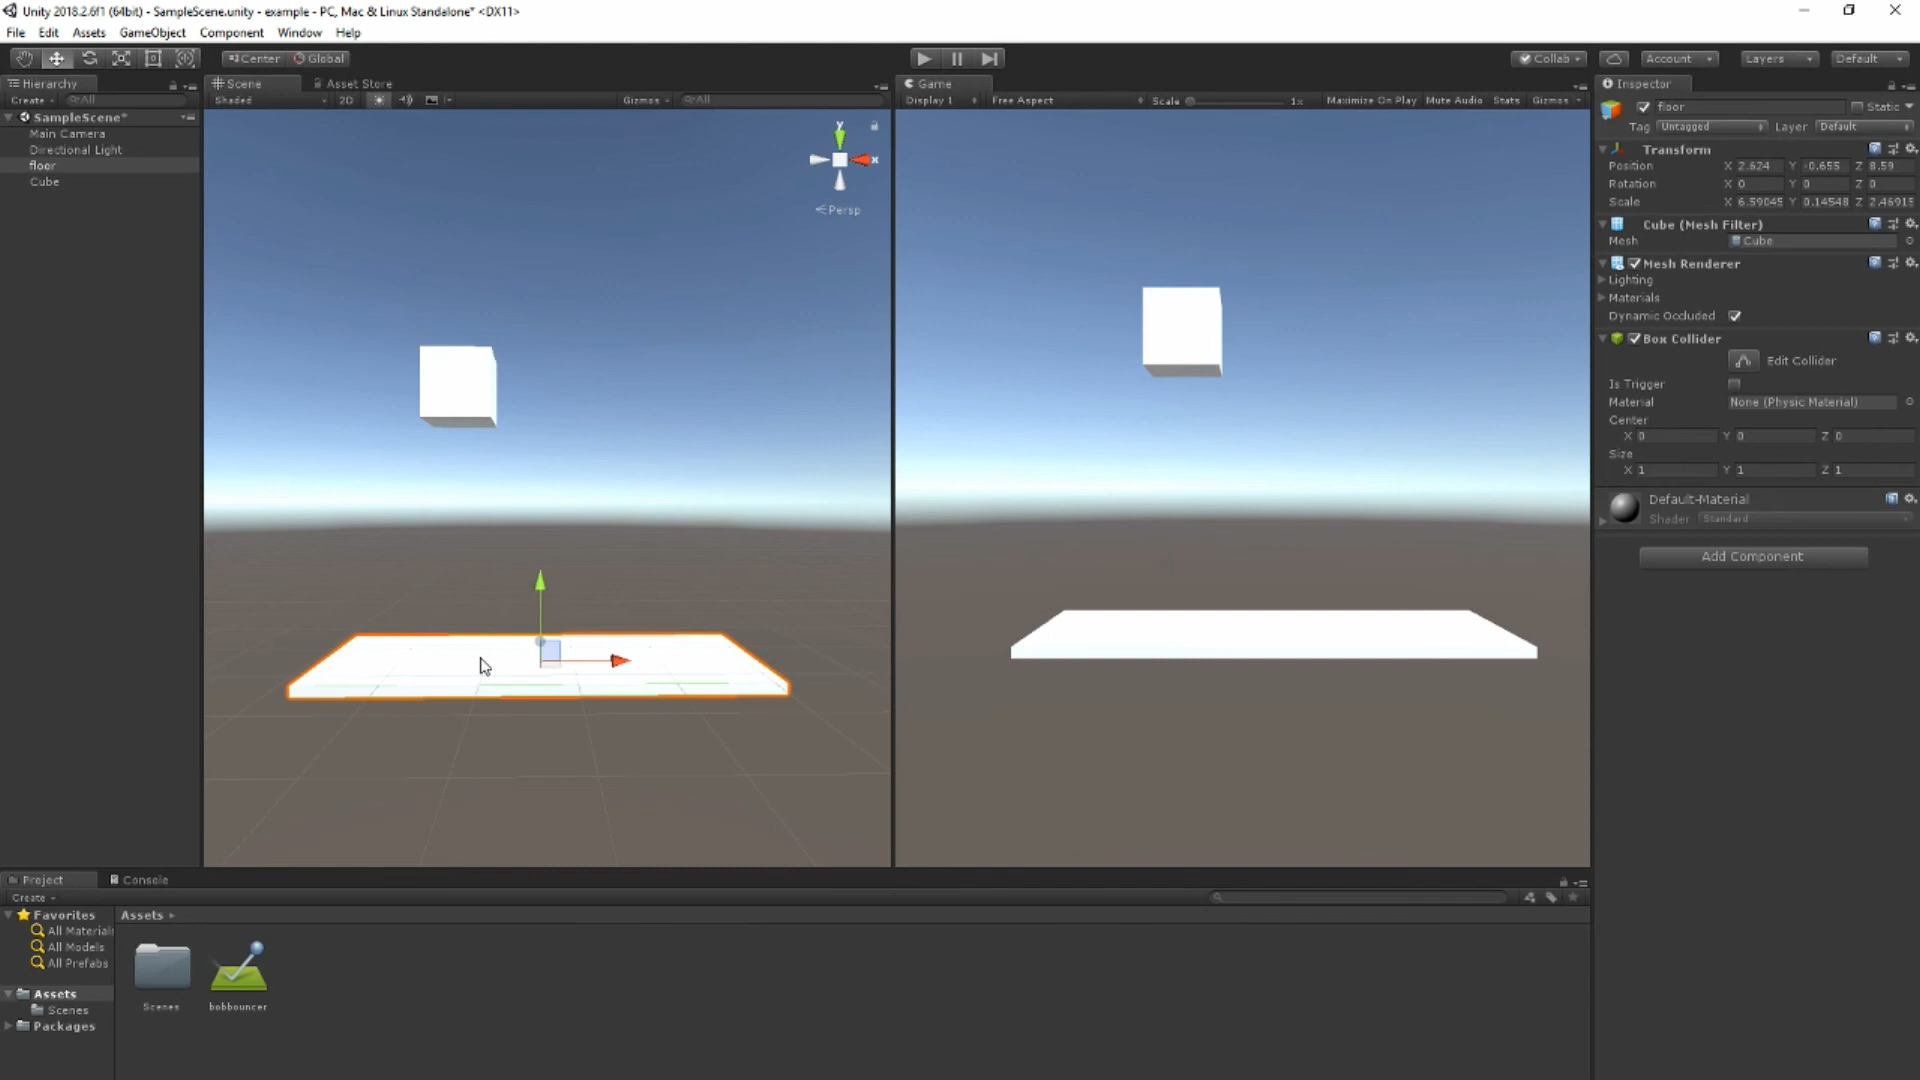 Unity 2018.2.6f1 (64bit) - SampleScene.unity - example - PC, Mac & Linux Standalone* <DX11>
File Edit Assets GameObject Component Window Help
Center Global Collab Account Layers Default
Hierarchy Scene Asset Store Game Inspector
Create All Shaded 2D Gizmos All Display 1 Free Aspect Scale 1x Maximize On Play Mute Audio Stats Gizmos
SampleScene*
Main Camera
Directional Light
floor
Cube
y
x
Persp
floor Static
Tag Untagged Layer Default
Transform
Position X 2.624 Y -0.655 Z 8.59
Rotation X 0 Y 0 Z 0
Scale X 6.59045 Y 0.14548 Z 2.46915
Cube (Mesh Filter)
Mesh Cube
Mesh Renderer
Lighting
Materials
Dynamic Occluded
Box Collider
Edit Collider
Is Trigger
Material None (Physic Material)
Center
X 0 Y 0 Z 0
Size
X 1 Y 1 Z 1
Default-Material
Shader Standard
Add Component
Project Console
Create
Favorites
All Materials
All Models
All Prefabs
Assets
Scenes
Packages
Assets
Scenes bobbouncer